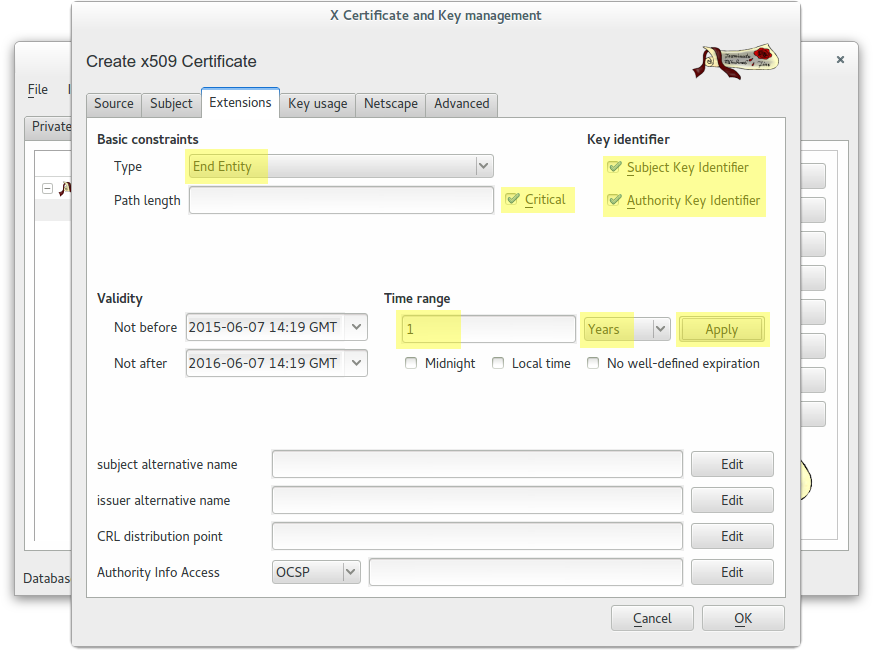 X Certificate and Key management
Create x509 Certificate
File
Private
Source Subject Extensions Key usage Netscape Advanced
Basic constraints Key identifier
Type End Entity Subject Key Identifier
Path length Critical Authority Key Identifier
Validity Time range
Not before 2015-06-07 14:19 GMT 1 Years Apply
Not after 2016-06-07 14:19 GMT Midnight Local time No well-defined expiration
subject alternative name Edit
issuer alternative name Edit
CRL distribution point Edit
Authority Info Access OCSP Edit
Databas
Cancel OK